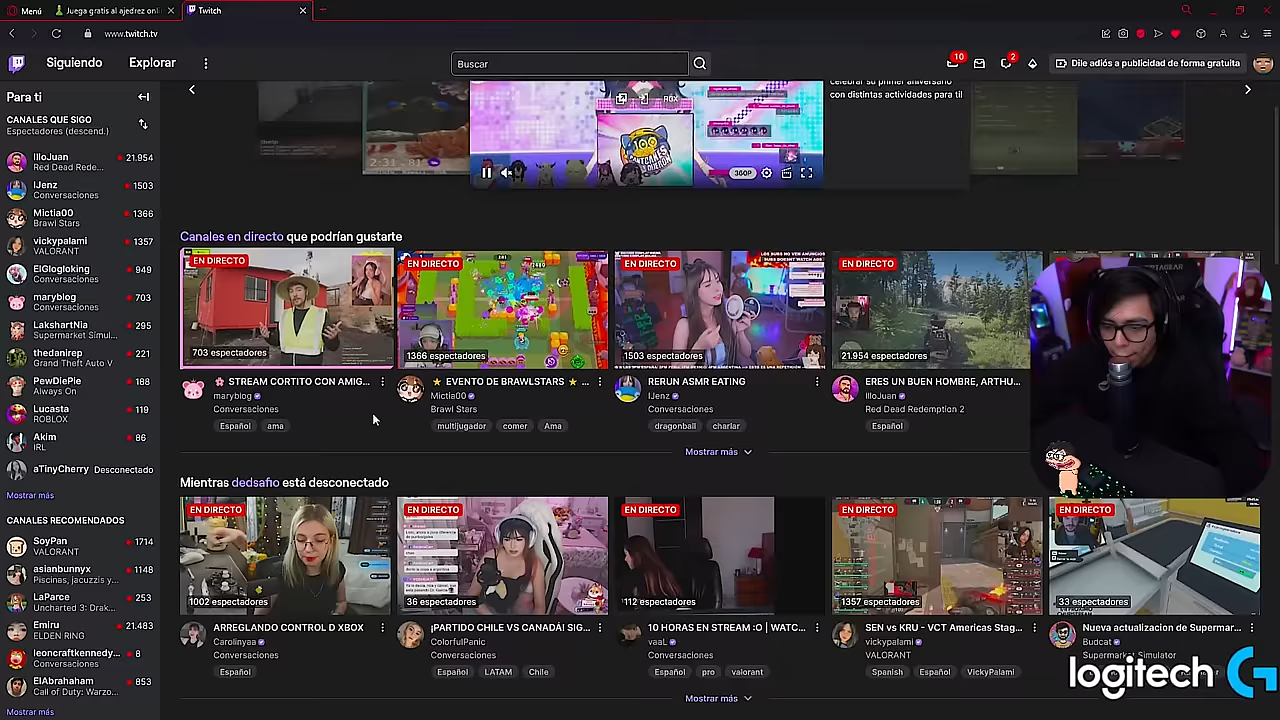 Menú
Juega gratis al ajedrez onli
Twitch
www.twitch.tv
Siguiendo
Explorar
Buscar
10
2
Dile adiós a publicidad de forma gratuita
Para ti
CANALES QUE SI
Espectadores (descend.)
IlloJuan
21.954
Red Dead Rede...
IJenz
1503
Conversaciones
Mictia00
1366
Brawl Stars
vickypalami
1357
VALORANT
949
Conversaciones
maryblog
703
Conversaciones
LakshartNia
295
Supermarket Simul...
thedanirep
221
Grand Theft Auto V
PewDiePie
188
Always On
Lucasta
119
ROBLOX
Akim
86
IRL
aTinyCherry
Desconectado
Mostrar más
CANALES RECOMENDADOS
SoyPan
1714
VALORANT
asianbunnyx
1148
Piscinas, jacuzzis y...
LaParce
253
Uncharted 3: Drak...
Emiru
21.483
ELDEN RING
leoncraftkennedy...
8
Conversaciones
ElAbrahaham
853
Call of Duty: Warzo...
Mostrar más
celebrar su primer aniversario
con distintas actividades para til
360P
Canales en directo que podrían gustarte
EN DIRECTO
703 espectadores
STREAM CORTITO CON AMIG...
maryblog
Conversaciones
Español
ama
EN DIRECTO
1366 espectadores
EVENTO DE BRAWLSTARS ...
Mictia00
Brawl Stars
multijugador
comer
Ama
EN DIRECTO
1503 espectadores
RERUN ASMR EATING
IJenz
Conversaciones
dragonball
charlar
EN DIRECTO
21.954 espectadores
ERES UN BUEN HOMBRE, ARTHU...
IlloJuan
Red Dead Redemption 2
Español
Mostrar más
Mientras dedsafio está desconectado
EN DIRECTO
1002 espectadores
ARREGLANDO CONTROL D XBOX
Carolinyaa
Conversaciones
Español
EN DIRECTO
36 espectadores
¡PARTIDO CHILE VS CANADÁ! SIG...
ColorfulPanic
Conversaciones
Español
LATAM
Chile
EN DIRECTO
112 espectadores
10 HORAS EN STREAM :O | WATC...
vaaL
Conversaciones
Español
pro
valorant
EN DIRECTO
1357 espectadores
SEN vs KRU - VCT Americas Stag...
vickypalami
VALORANT
Spanish
Español
VickyPalami
EN DIRECTO
33 espectadores
Nueva actualizacion de Supermar...
Budcat
Supermarket Simulator
Mostrar más
logitech G